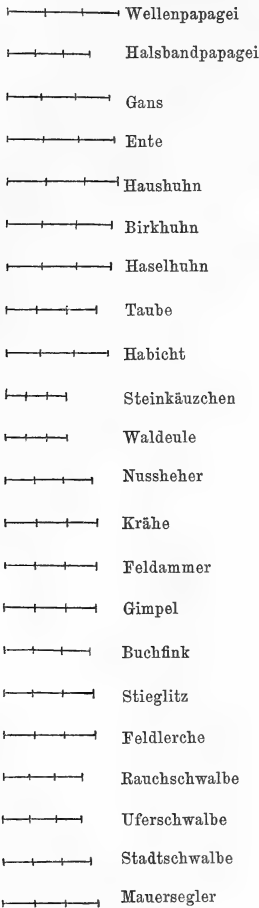 Wellenpapagei
Halsbandpapagei
Gans
Ente
Haushuhn
Birkhuhn
Haselhuhn
Taube
Habicht
Steinkäuzchen
Waldeule
Nussheher
Krähe
Feldammer
Gimpel
Buchfink
Stieglitz
Feldlerche
Rauchschwalbe
Uferschwalbe
Stadtschwalbe
Mauersegler